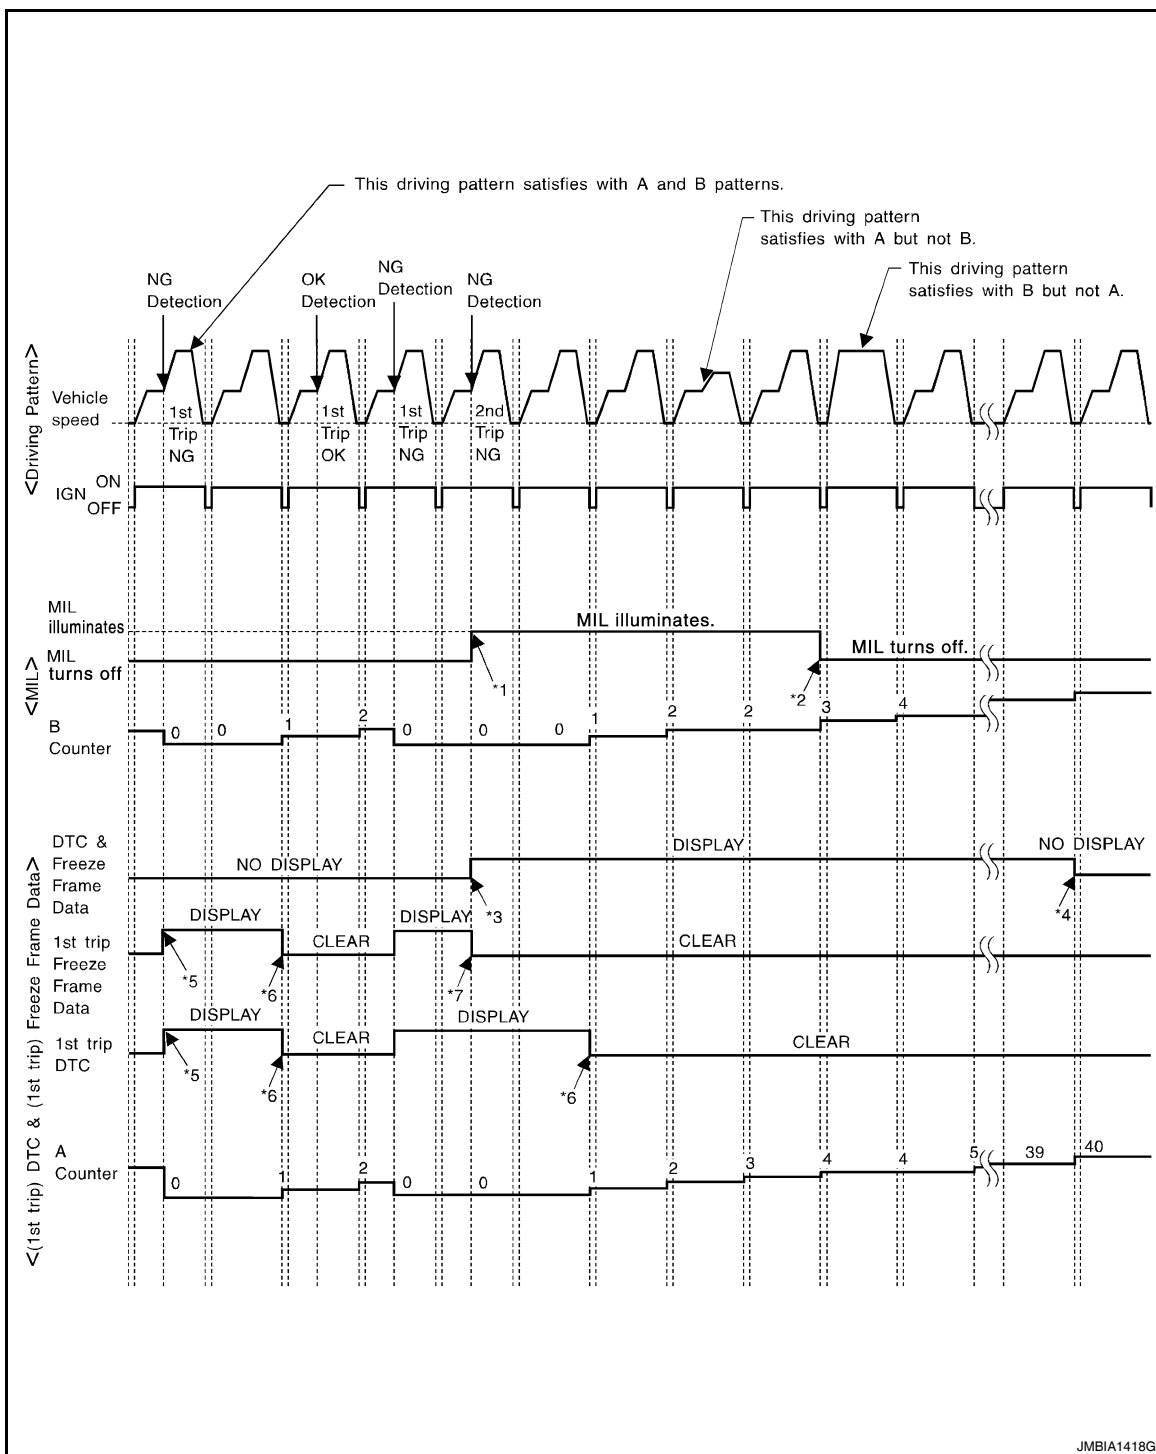 This driving pattern satisfies with A and B patterns.
This driving pattern
satisfies with A but not B.
This driving pattern
satisfies with B but not A.
NG
Detection
OK
Detection
NG
Detection
NG
Detection
<Driving Pattern>
Vehicle
speed
1st
Trip
NG
1st
Trip
OK
1st
Trip
NG
2nd
Trip
NG
IGN ON
OFF
<MIL>
MIL
illuminates
MIL illuminates.
MIL
turns off
MIL turns off.
*1
*2
B
Counter
0 0 1 2 0 0 0 1 2 2 3 4
<(1st trip) DTC & (1st trip) Freeze Frame Data>
DTC &
Freeze
Frame
Data
NO DISPLAY
DISPLAY
NO DISPLAY
*3
*4
1st trip
Freeze
Frame
Data
DISPLAY
CLEAR
DISPLAY
CLEAR
*5
*6
*7
1st trip
DTC
DISPLAY
CLEAR
DISPLAY
CLEAR
*5
*6
*6
A
Counter
0 1 2 0 0 1 2 3 4 4 5 39 40
JMBIA1418G